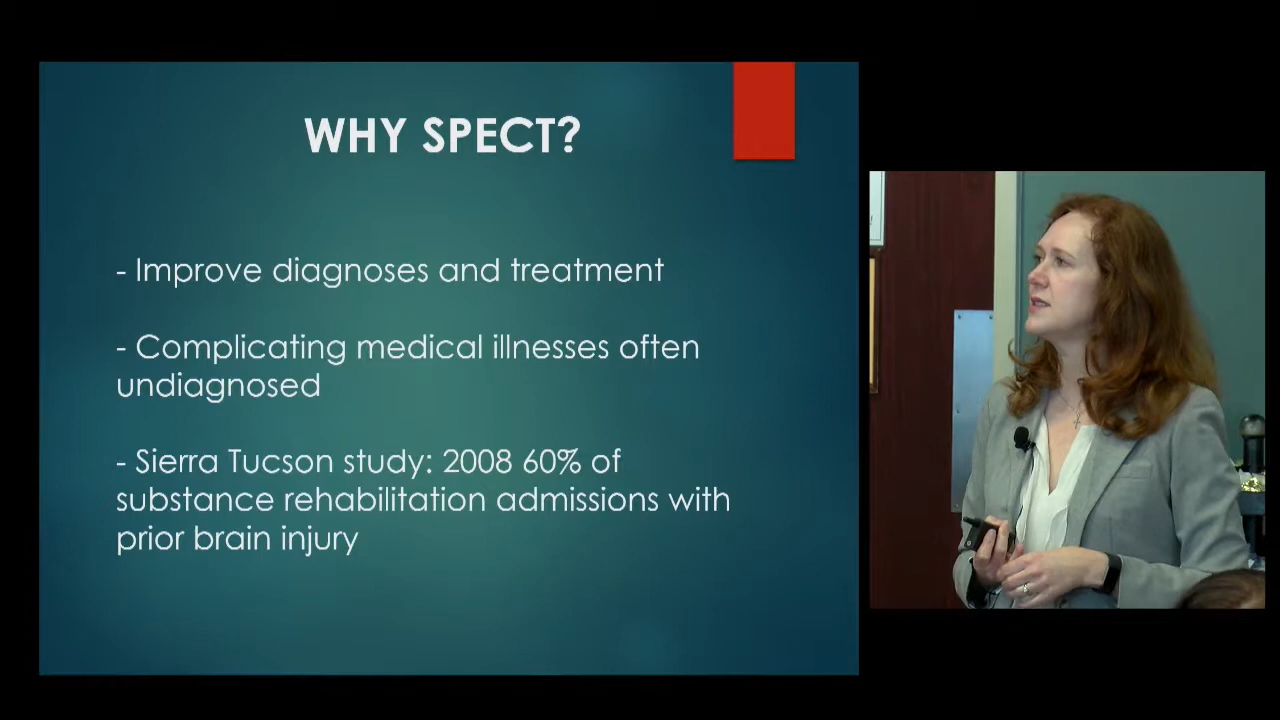 WHY SPECT?
- Improve diagnoses and treatment
- Complicating medical illnesses often
undiagnosed
- Sierra Tucson study: 2008 60% of
substance rehabilitation admissions with
prior brain injury